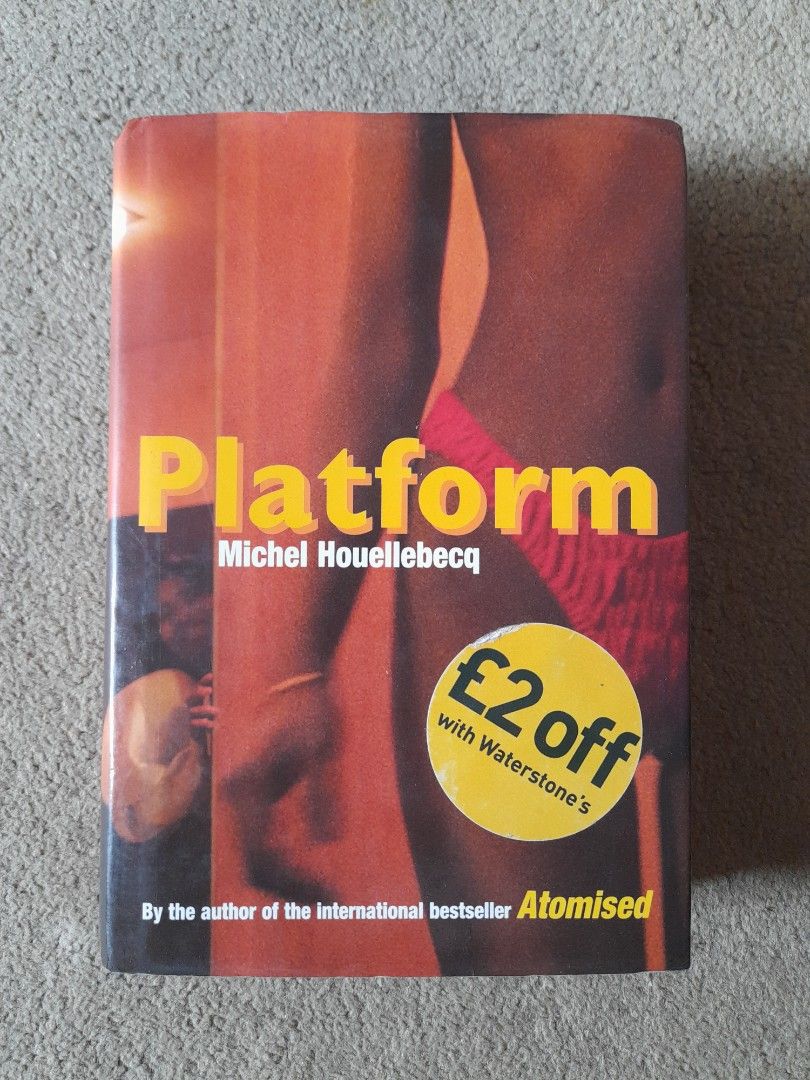 Platform
Michel Houellebecq
£2 off
with Waterstone's
By the author of the international bestseller Atomised